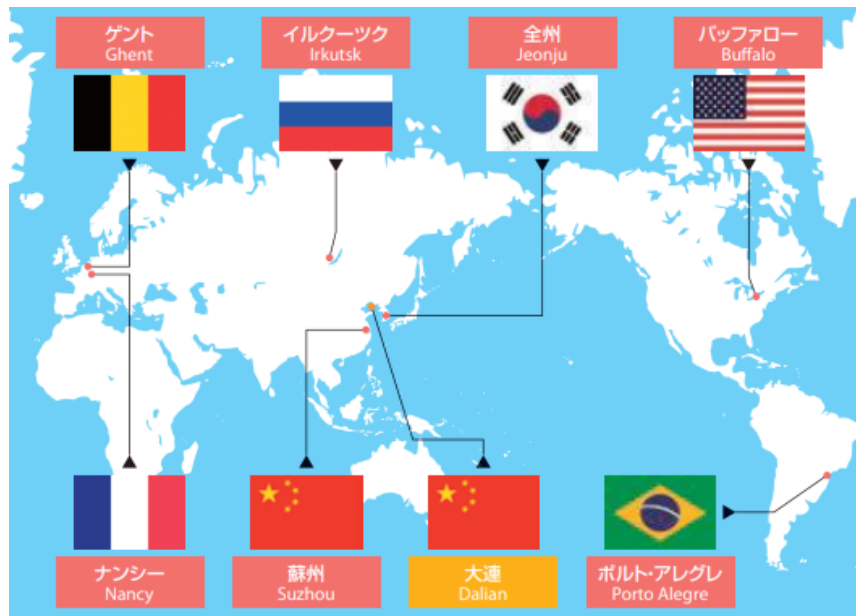 ゲント
Ghent
イルクーツク
Irkutsk
全州
Jeonju
バッファロー
Buffalo
ナンシー
Nancy
蘇州
Suzhou
大連
Dalian
ポルト・アレグレ
Porto Alegre